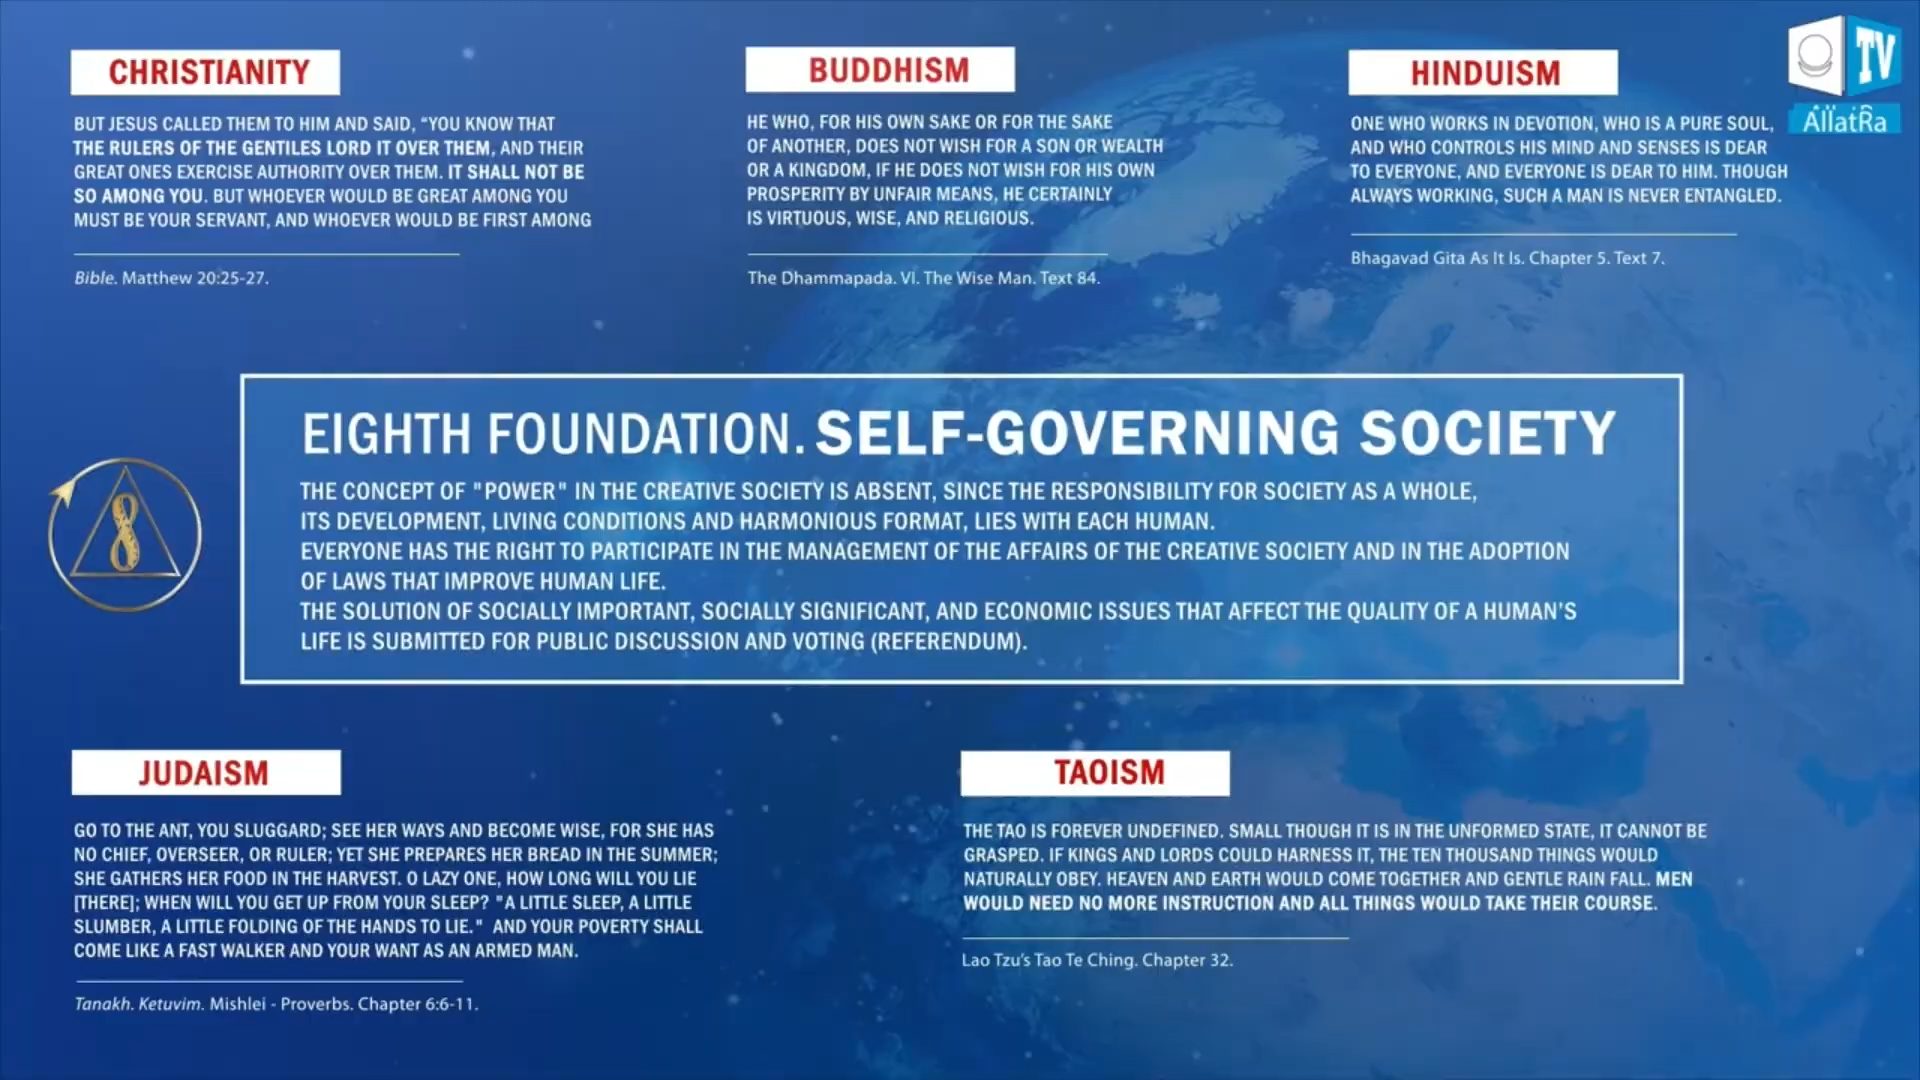 CHRISTIANITY
BUT JESUS CALLED THEM TO HIM AND SAID, “YOU KNOW THAT
THE RULERS OF THE GENTILES LORD IT OVER THEM, AND THEIR
GREAT ONES EXERCISE AUTHORITY OVER THEM. IT SHALL NOT BE
SO AMONG YOU. BUT WHOEVER WOULD BE GREAT AMONG YOU
MUST BE YOUR SERVANT, AND WHOEVER WOULD BE FIRST AMONG
Bible. Matthew 20:25-27.
BUDDHISM
HE WHO, FOR HIS OWN SAKE OR FOR THE SAKE
OF ANOTHER, DOES NOT WISH FOR A SON OR WEALTH
OR A KINGDOM, IF HE DOES NOT WISH FOR HIS OWN
PROSPERITY BY UNFAIR MEANS, HE CERTAINLY
IS VIRTUOUS, WISE, AND RELIGIOUS.
The Dhammapada. VI. The Wise Man. Text 84.
HINDUISM
ONE WHO WORKS IN DEVOTION, WHO IS A PURE SOUL,
AND WHO CONTROLS HIS MIND AND SENSES IS DEAR
TO EVERYONE, AND EVERYONE IS DEAR TO HIM. THOUGH
ALWAYS WORKING, SUCH A MAN IS NEVER ENTANGLED.
Bhagavad Gita As It Is. Chapter 5. Text 7.
TV
AllatRa
8
EIGHTH FOUNDATION. SELF-GOVERNING SOCIETY
THE CONCEPT OF "POWER" IN THE CREATIVE SOCIETY IS ABSENT, SINCE THE RESPONSIBILITY FOR SOCIETY AS A WHOLE,
ITS DEVELOPMENT, LIVING CONDITIONS AND HARMONIOUS FORMAT, LIES WITH EACH HUMAN.
EVERYONE HAS THE RIGHT TO PARTICIPATE IN THE MANAGEMENT OF THE AFFAIRS OF THE CREATIVE SOCIETY AND IN THE ADOPTION
OF LAWS THAT IMPROVE HUMAN LIFE.
THE SOLUTION OF SOCIALLY IMPORTANT, SOCIALLY SIGNIFICANT, AND ECONOMIC ISSUES THAT AFFECT THE QUALITY OF A HUMAN'S
LIFE IS SUBMITTED FOR PUBLIC DISCUSSION AND VOTING (REFERENDUM).
JUDAISM
GO TO THE ANT, YOU SLUGGARD; SEE HER WAYS AND BECOME WISE, FOR SHE HAS
NO CHIEF, OVERSEER, OR RULER; YET SHE PREPARES HER BREAD IN THE SUMMER;
SHE GATHERS HER FOOD IN THE HARVEST. O LAZY ONE, HOW LONG WILL YOU LIE
[THERE]; WHEN WILL YOU GET UP FROM YOUR SLEEP? "A LITTLE SLEEP, A LITTLE
SLUMBER, A LITTLE FOLDING OF THE HANDS TO LIE." AND YOUR POVERTY SHALL
COME LIKE A FAST WALKER AND YOUR WANT AS AN ARMED MAN.
Tanakh. Ketuvim. Mishlei - Proverbs. Chapter 6:6-11.
TAOISM
THE TAO IS FOREVER UNDEFINED. SMALL THOUGH IT IS IN THE UNFORMED STATE, IT CANNOT BE
GRASPED. IF KINGS AND LORDS COULD HARNESS IT, THE TEN THOUSAND THINGS WOULD
NATURALLY OBEY. HEAVEN AND EARTH WOULD COME TOGETHER AND GENTLE RAIN FALL. MEN
WOULD NEED NO MORE INSTRUCTION AND ALL THINGS WOULD TAKE THEIR COURSE.
Lao Tzu's Tao Te Ching. Chapter 32.